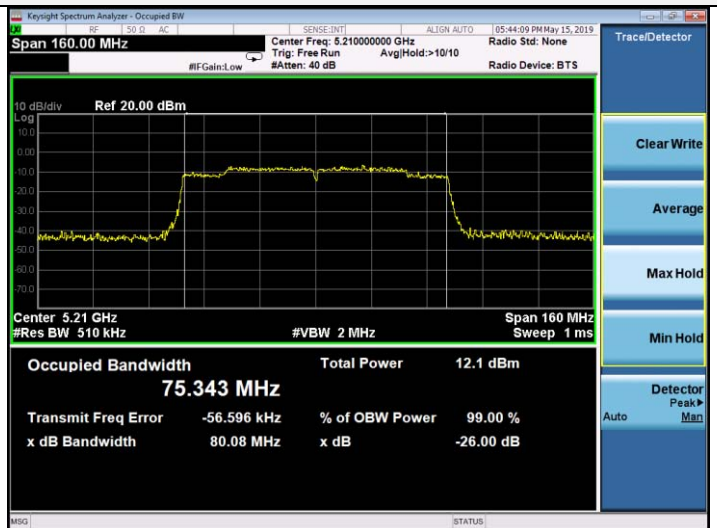 Keysight Spectrum Analyzer - Occupied BW
RF 50 Ω AC SENSE:INT ALIGN AUTO 05:44:09 PM May 15, 2019
Span 160.00 MHz
Center Freq: 5.210000000 GHz Radio Std: None
Trig: Free Run Avg|Hold:>10/10
#IFGain:Low #Atten: 40 dB Radio Device: BTS
10 dB/div Ref 20.00 dBm
Log
10.0
0.00
-10.0
-20.0
-30.0
-40.0
-50.0
-60.0
-70.0
Center 5.21 GHz Span 160 MHz
#Res BW 510 kHz #VBW 2 MHz Sweep 1 ms
Occupied Bandwidth Total Power 12.1 dBm
75.343 MHz
Transmit Freq Error -56.596 kHz % of OBW Power 99.00 %
x dB Bandwidth 80.08 MHz x dB -26.00 dB
MSG STATUS
Trace/Detector
Clear Write
Average
Max Hold
Min Hold
Detector
Peak▶
Auto Man